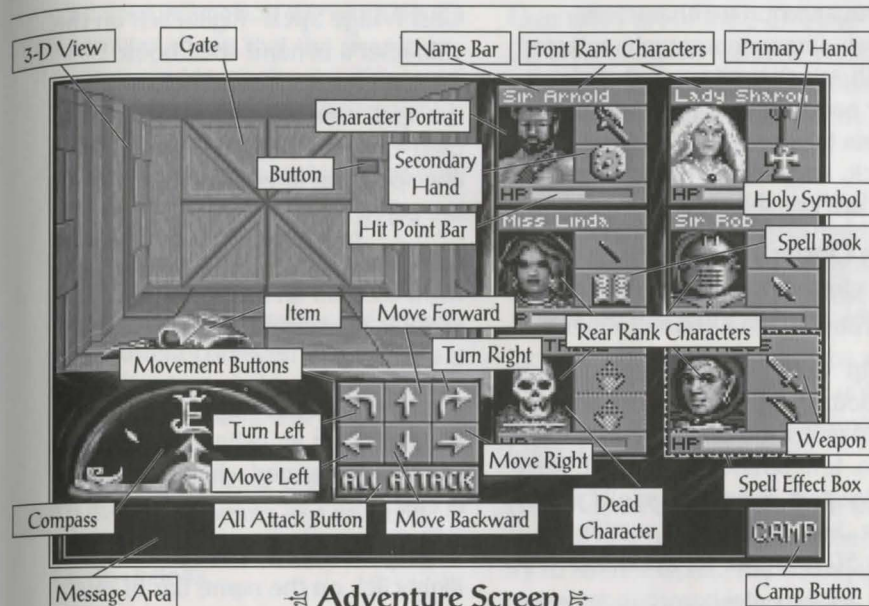 3-D View
Gate
Name Bar
Front Rank Characters
Primary Hand
Sir Arnold
Lady Sharon
Character Portrait
Button
Secondary
Hand
HP
HP
Holy Symbol
Hit Point Bar
Miss Linda
Sir Rob
Spell Book
Item
Move Forward
Rear Rank Characters
Movement Buttons
Turn Right
E
Turn Left
HP
HP
Weapon
Move Left
Move Right
ALL ATTACK
Spell Effect Box
Compass
All Attack Button
Move Backward
Dead
Character
CAMP
Message Area
Adventure Screen
Camp Button